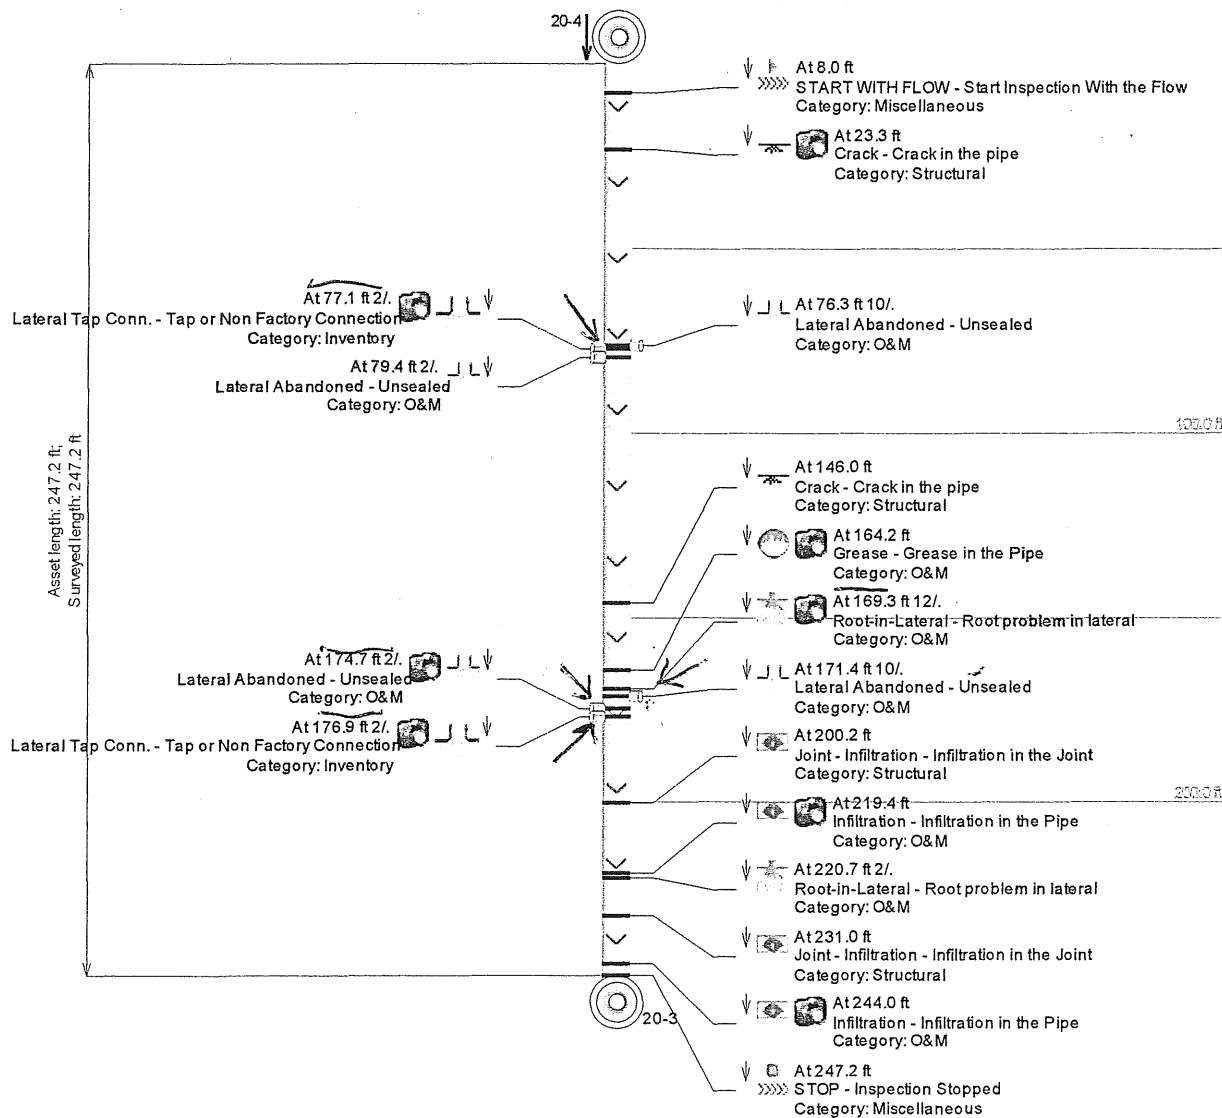 20-4
At 8.0 ft
START WITH FLOW - Start Inspection With the Flow
Category: Miscellaneous
At 23.3 ft
Crack - Crack in the pipe
Category: Structural
At 77.1 ft 2/.
Lateral Tap Conn. - Tap or Non Factory Connection
Category: Inventory
At 76.3 ft 10/.
Lateral Abandoned - Unsealed
Category: O&M
At 79.4 ft 2/.
Lateral Abandoned - Unsealed
Category: O&M
100.0 ft
Asset length: 247.2 ft;
Surveyed length: 247.2 ft
At 146.0 ft
Crack - Crack in the pipe
Category: Structural
At 164.2 ft
Grease - Grease in the Pipe
Category: O&M
At 169.3 ft 12/.
Root-in-Lateral - Root problem in lateral
Category: O&M
At 174.7 ft 2/.
Lateral Abandoned - Unsealed
Category: O&M
At 171.4 ft 10/.
Lateral Abandoned - Unsealed
Category: O&M
At 176.9 ft 2/.
Lateral Tap Conn. - Tap or Non Factory Connection
Category: Inventory
At 200.2 ft
Joint - Infiltration - Infiltration in the Joint
Category: Structural
200.0 ft
At 219.4 ft
Infiltration - Infiltration in the Pipe
Category: O&M
At 220.7 ft 2/.
Root-in-Lateral - Root problem in lateral
Category: O&M
At 231.0 ft
Joint - Infiltration - Infiltration in the Joint
Category: Structural
At 244.0 ft
Infiltration - Infiltration in the Pipe
Category: O&M
20-3
At 247.2 ft
STOP - Inspection Stopped
Category: Miscellaneous